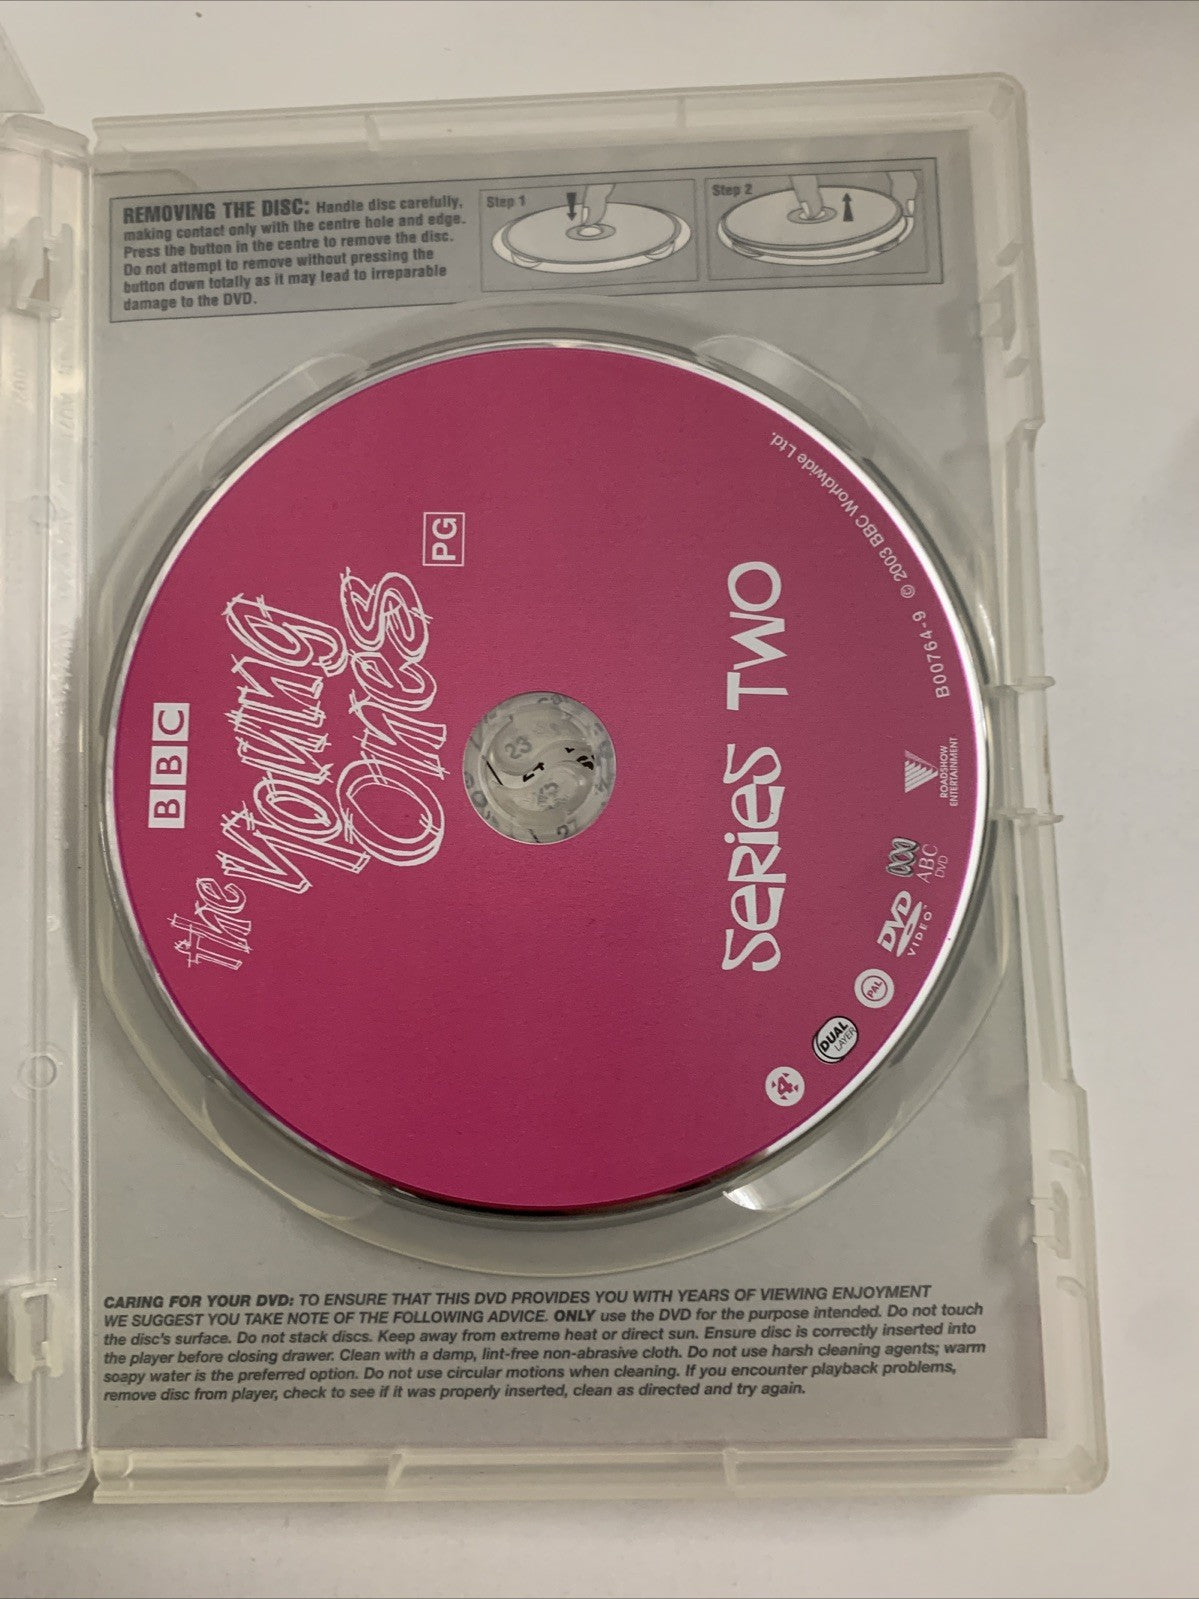 REMOVING THE DISC: Handle disc carefully,
making contact only with the centre hole and edge.
Press the button in the centre to remove the disc.
Do not attempt to remove without pressing the
button down totally as it may lead to irreparable
damage to the DVD.
Step 1
Step 2
BBC
the Young
Ones
PG
SERIES TWO
4
DUAL
LAYER
PAL
DVD
VIDEO
ABC
DVD
ROADSHOW
ENTERTAINMENT
B00764-9 © 2003 BBC Worldwide Ltd.
23
27
CARING FOR YOUR DVD: TO ENSURE THAT THIS DVD PROVIDES YOU WITH YEARS OF VIEWING ENJOYMENT
WE SUGGEST YOU TAKE NOTE OF THE FOLLOWING ADVICE. ONLY use the DVD for the purpose intended. Do not touch
the disc's surface. Do not stack discs. Keep away from extreme heat or direct sun. Ensure disc is correctly inserted into
the player before closing drawer. Clean with a damp, lint-free non-abrasive cloth. Do not use harsh cleaning agents; warm
soapy water is the preferred option. Do not use circular motions when cleaning. If you encounter playback problems,
remove disc from player, check to see if it was properly inserted, clean as directed and try again.